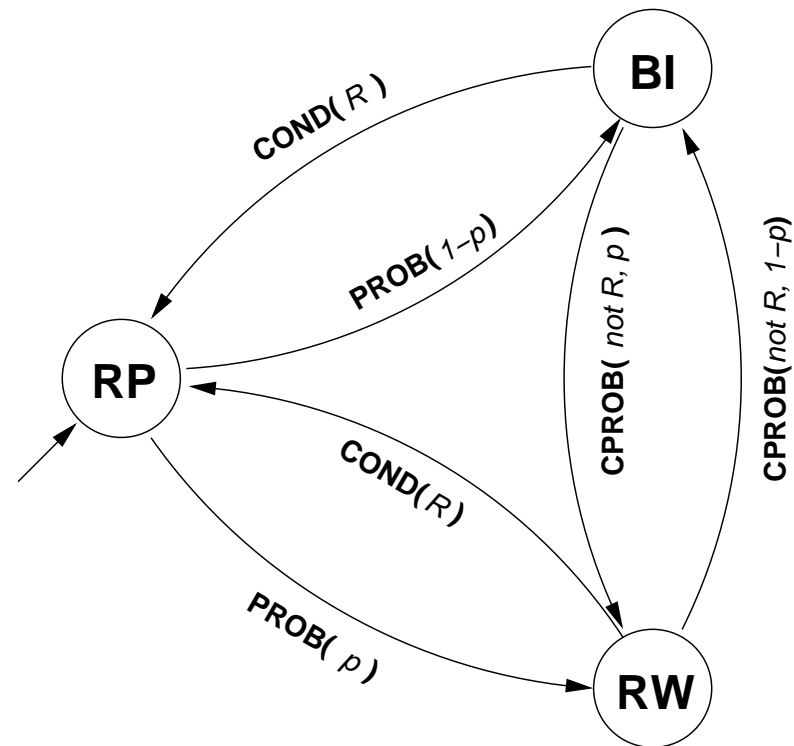 BI
COND( R )
PROB( 1–p)
CPROB( not R, p )
CPROB(not R, 1–p)
RP
COND( R )
PROB( p )
RW